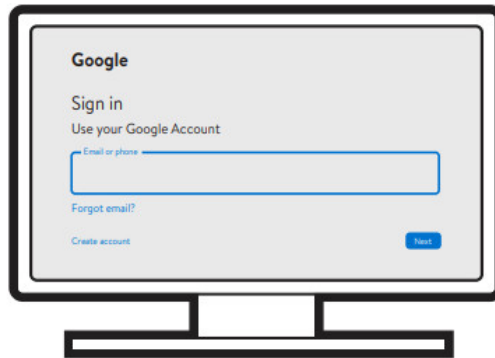 Google
Sign in
Use your Google Account
Email or phone
Forgot email?
Create account
Next